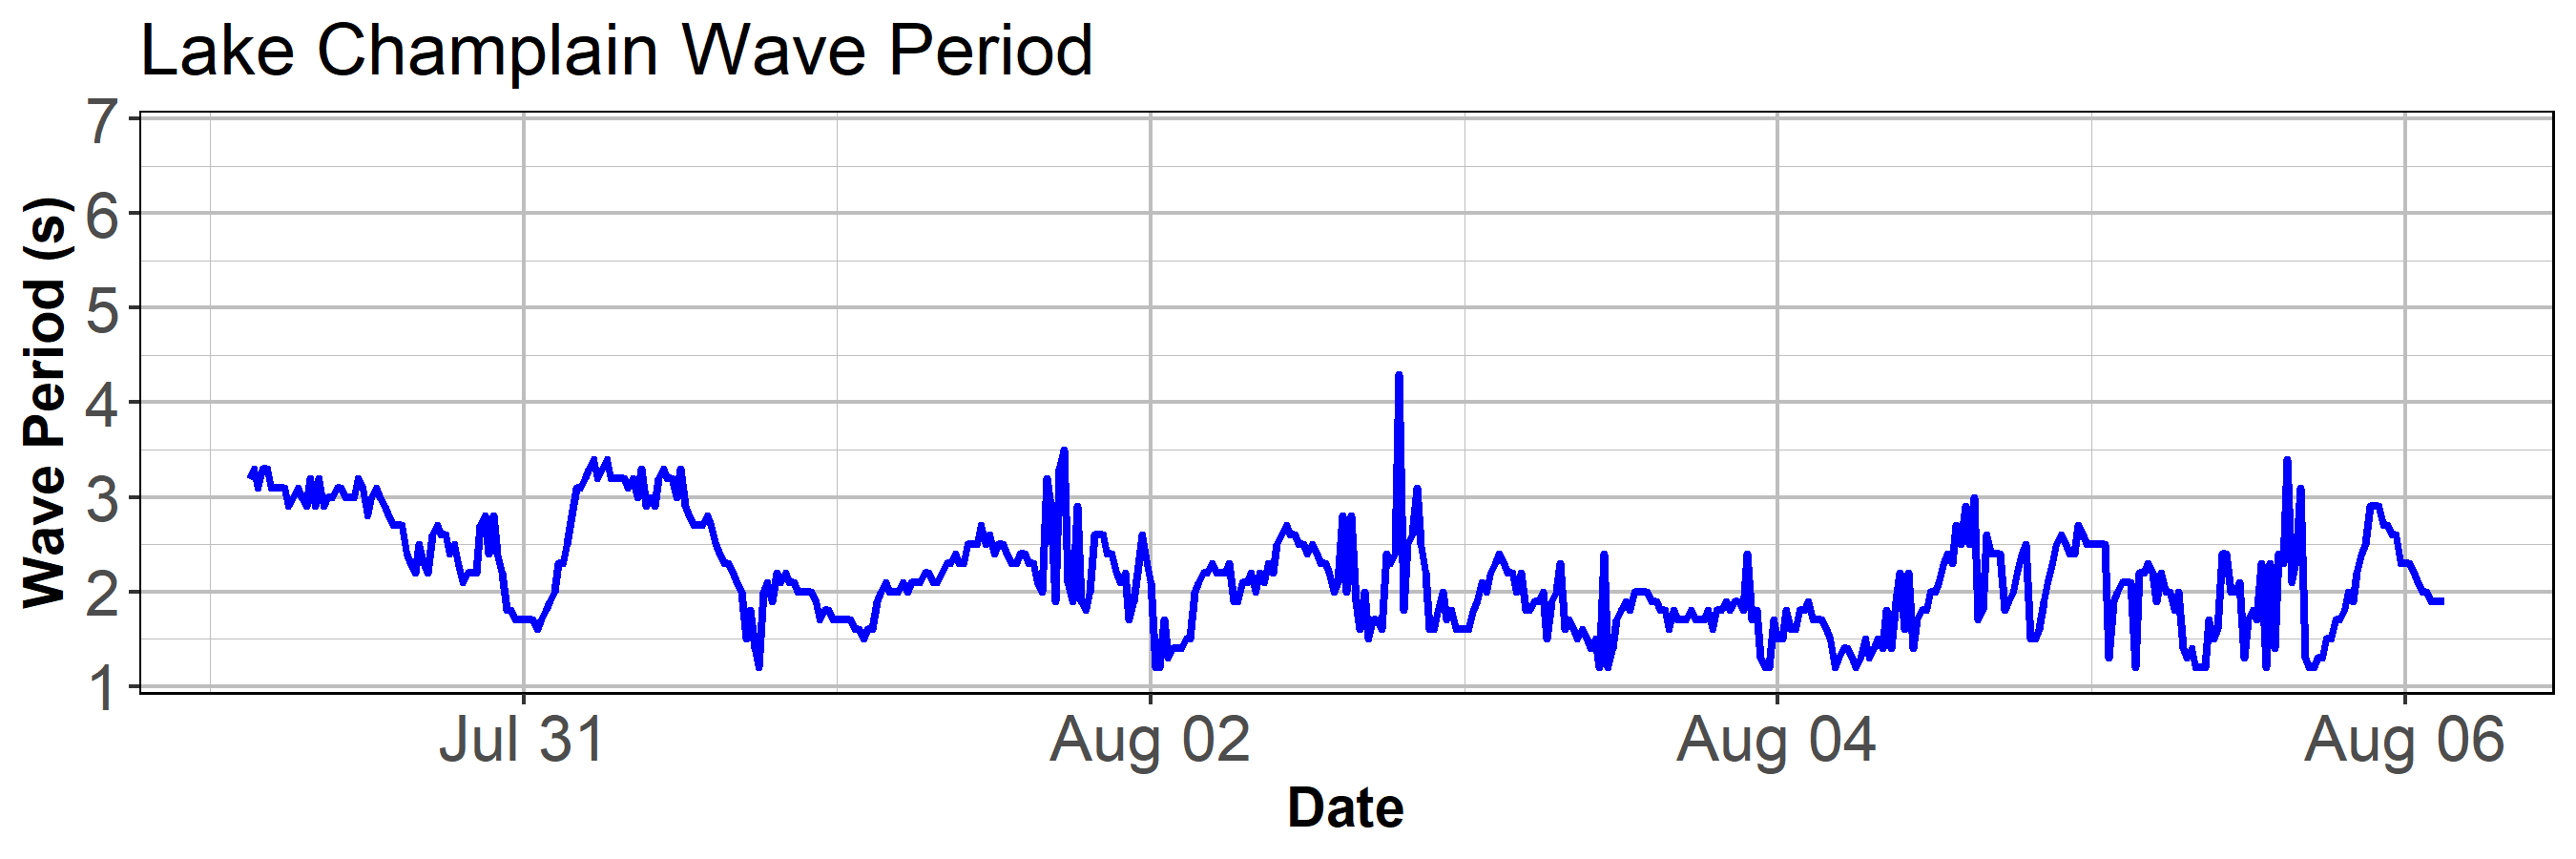 Lake Champlain Wave Period
Wave Period (s)
7
6
5
4
3
2
1
Jul 31
Aug 02
Aug 04
Aug 06
Date